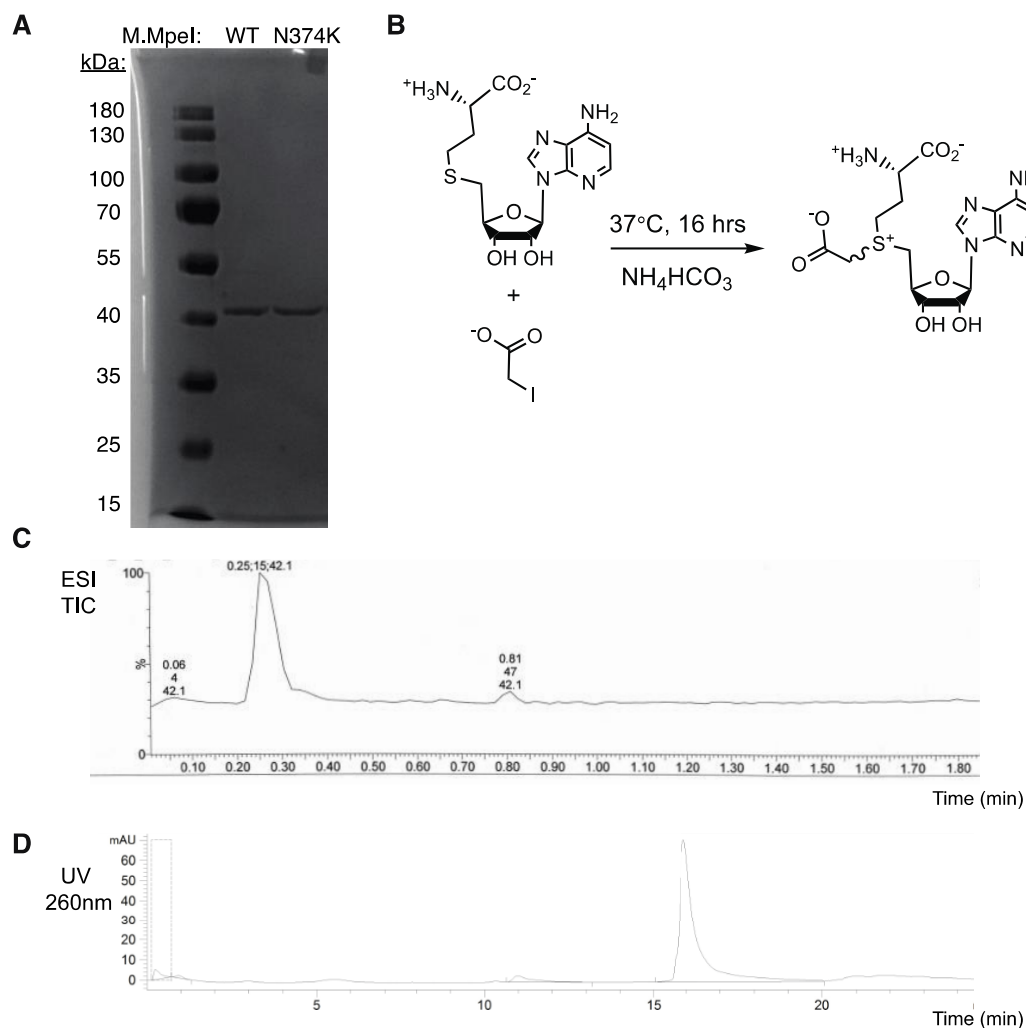 A
M.MpeI: WT N374K
kDa:
180
130
100
70
55
40
35
25
15
B
+H3N CO2-
NH2
N N
S N N
O
OH OH
+
-O O
I
37°C, 16 hrs
NH4HCO3
+H3N CO2-
-O
O S+
N N
N N
O
OH OH
C
ESI
TIC
100
%
0
0.06
4
42.1
0.25;15;42.1
0.81
47
42.1
0.10 0.20 0.30 0.40 0.50 0.60 0.70 0.80 0.90 1.00 1.10 1.20 1.30 1.40 1.50 1.60 1.70 1.80
Time (min)
D
UV
260nm
mAU
60
50
40
30
20
10
0
5 10 15 20
Time (min)